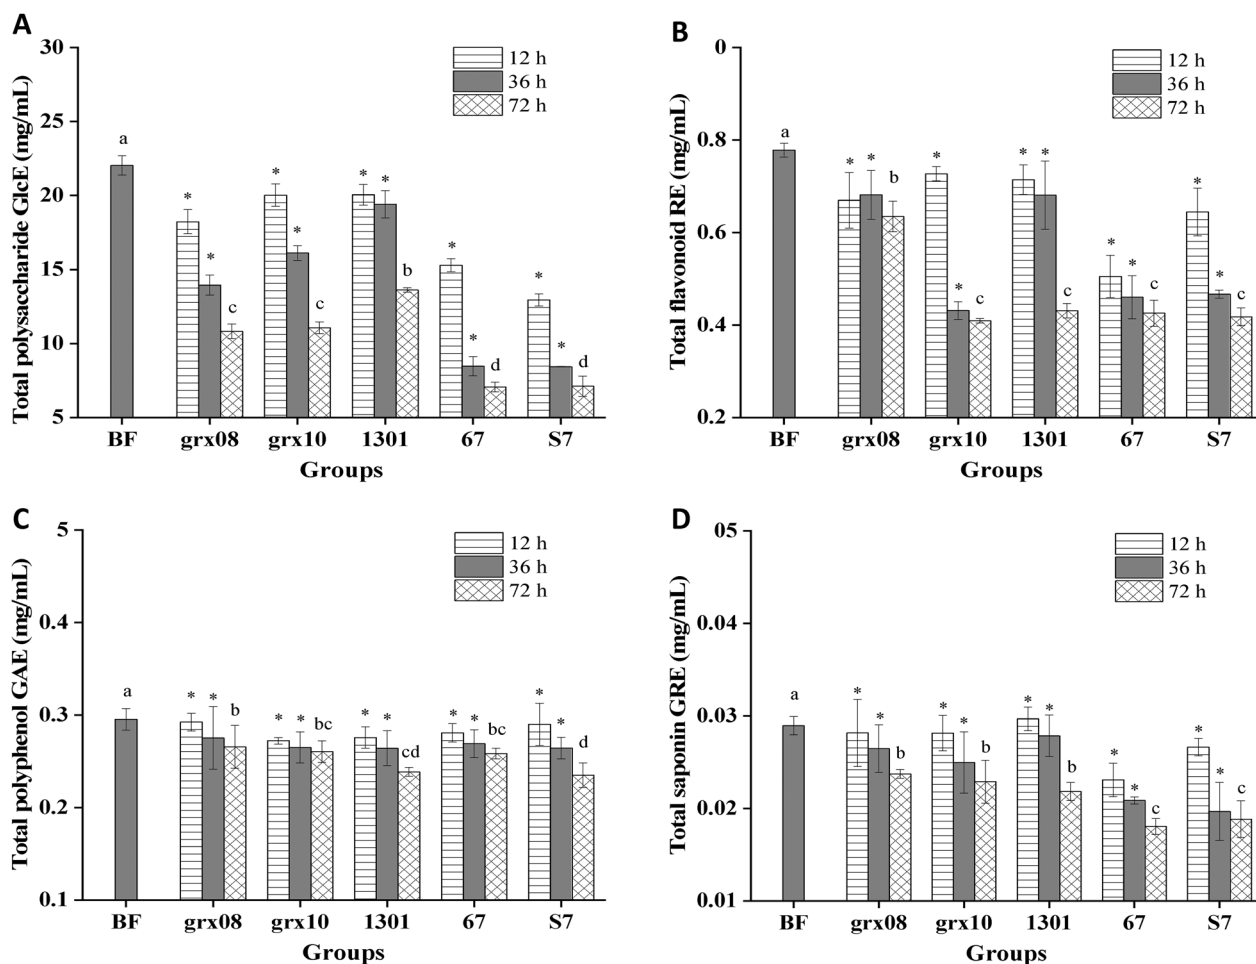 A
Total polysaccharide GlcE (mg/mL)
30
25
20
15
10
5
12 h
36 h
72 h
a
* * c
* * c
* * b
* * d
* * d
BF grx08 grx10 1301 67 S7
Groups
B
Total flavonoid RE (mg/mL)
0
0.8
0.6
0.4
0.2
12 h
36 h
72 h
a
* * b
* * c
* * c
* * c
* * c
BF grx08 grx10 1301 67 S7
Groups
C
Total polyphenol GAE (mg/mL)
5
0.4
0.3
0.2
0.1
12 h
36 h
72 h
a
* * b
* * bc
* * cd
* * bc
* * d
BF grx08 grx10 1301 67 S7
Groups
D
Total saponin GRE (mg/mL)
05
0.04
0.03
0.02
0.01
12 h
36 h
72 h
a
* * b
* * b
* * b
* * c
* * c
BF grx08 grx10 1301 67 S7
Groups